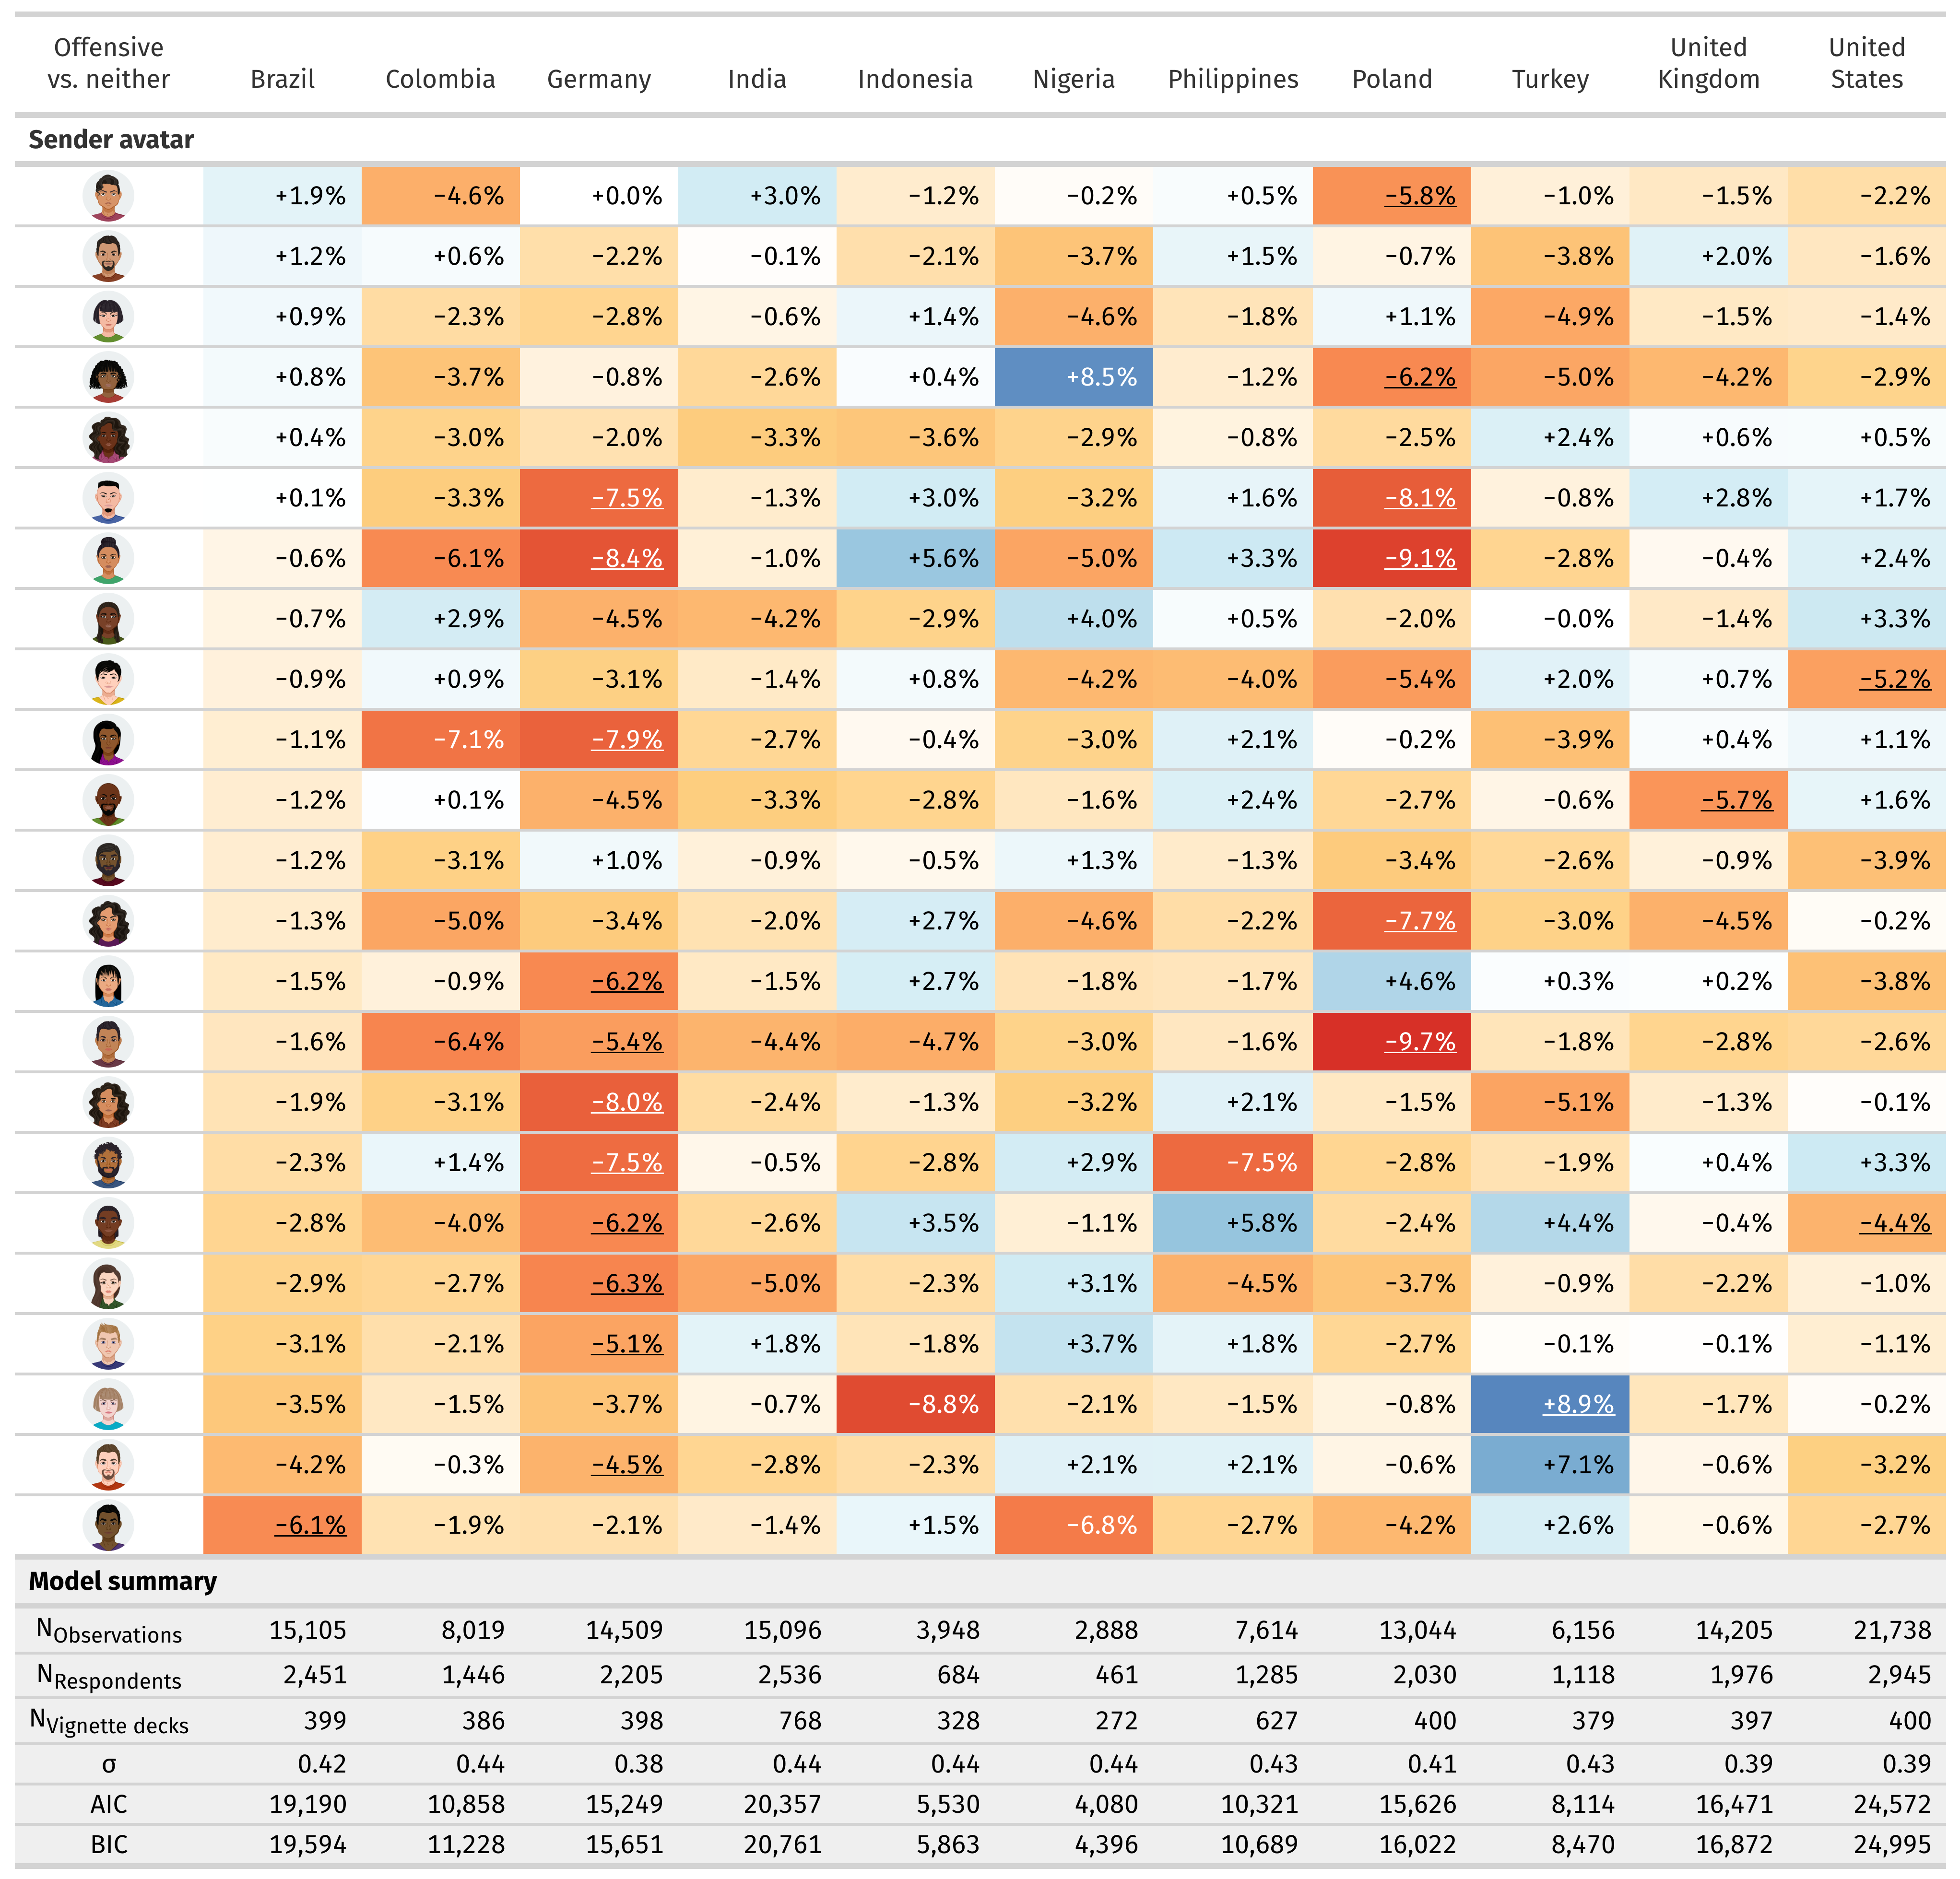 Offensive vs. neither Brazil Colombia Germany India Indonesia Nigeria Philippines Poland Turkey United Kingdom United States
Sender avatar
+1.9% −4.6% +0.0% +3.0% −1.2% −0.2% +0.5% −5.8% −1.0% −1.5% −2.2%
+1.2% +0.6% −2.2% −0.1% −2.1% −3.7% +1.5% −0.7% −3.8% +2.0% −1.6%
+0.9% −2.3% −2.8% −0.6% +1.4% −4.6% −1.8% +1.1% −4.9% −1.5% −1.4%
+0.8% −3.7% −0.8% −2.6% +0.4% +8.5% −1.2% −6.2% −5.0% −4.2% −2.9%
+0.4% −3.0% −2.0% −3.3% −3.6% −2.9% −0.8% −2.5% +2.4% +0.6% +0.5%
+0.1% −3.3% −7.5% −1.3% +3.0% −3.2% +1.6% −8.1% −0.8% +2.8% +1.7%
−0.6% −6.1% −8.4% −1.0% +5.6% −5.0% +3.3% −9.1% −2.8% −0.4% +2.4%
−0.7% +2.9% −4.5% −4.2% −2.9% +4.0% +0.5% −2.0% −0.0% −1.4% +3.3%
−0.9% +0.9% −3.1% −1.4% +0.8% −4.2% −4.0% −5.4% +2.0% +0.7% −5.2%
−1.1% −7.1% −7.9% −2.7% −0.4% −3.0% +2.1% −0.2% −3.9% +0.4% +1.1%
−1.2% +0.1% −4.5% −3.3% −2.8% −1.6% +2.4% −2.7% −0.6% −5.7% +1.6%
−1.2% −3.1% +1.0% −0.9% −0.5% +1.3% −1.3% −3.4% −2.6% −0.9% −3.9%
−1.3% −5.0% −3.4% −2.0% +2.7% −4.6% −2.2% −7.7% −3.0% −4.5% −0.2%
−1.5% −0.9% −6.2% −1.5% +2.7% −1.8% −1.7% +4.6% +0.3% +0.2% −3.8%
−1.6% −6.4% −5.4% −4.4% −4.7% −3.0% −1.6% −9.7% −1.8% −2.8% −2.6%
−1.9% −3.1% −8.0% −2.4% −1.3% −3.2% +2.1% −1.5% −5.1% −1.3% −0.1%
−2.3% +1.4% −7.5% −0.5% −2.8% +2.9% −7.5% −2.8% −1.9% +0.4% +3.3%
−2.8% −4.0% −6.2% −2.6% +3.5% −1.1% +5.8% −2.4% +4.4% −0.4% −4.4%
−2.9% −2.7% −6.3% −5.0% −2.3% +3.1% −4.5% −3.7% −0.9% −2.2% −1.0%
−3.1% −2.1% −5.1% +1.8% −1.8% +3.7% +1.8% −2.7% −0.1% −0.1% −1.1%
−3.5% −1.5% −3.7% −0.7% −8.8% −2.1% −1.5% −0.8% +8.9% −1.7% −0.2%
−4.2% −0.3% −4.5% −2.8% −2.3% +2.1% +2.1% −0.6% +7.1% −0.6% −3.2%
−6.1% −1.9% −2.1% −1.4% +1.5% −6.8% −2.7% −4.2% +2.6% −0.6% −2.7%
Model summary
NObservations 15,105 8,019 14,509 15,096 3,948 2,888 7,614 13,044 6,156 14,205 21,738
NRespondents 2,451 1,446 2,205 2,536 684 461 1,285 2,030 1,118 1,976 2,945
NVignette decks 399 386 398 768 328 272 627 400 379 397 400
σ 0.42 0.44 0.38 0.44 0.44 0.44 0.43 0.41 0.43 0.39 0.39
AIC 19,190 10,858 15,249 20,357 5,530 4,080 10,321 15,626 8,114 16,471 24,572
BIC 19,594 11,228 15,651 20,761 5,863 4,396 10,689 16,022 8,470 16,872 24,995